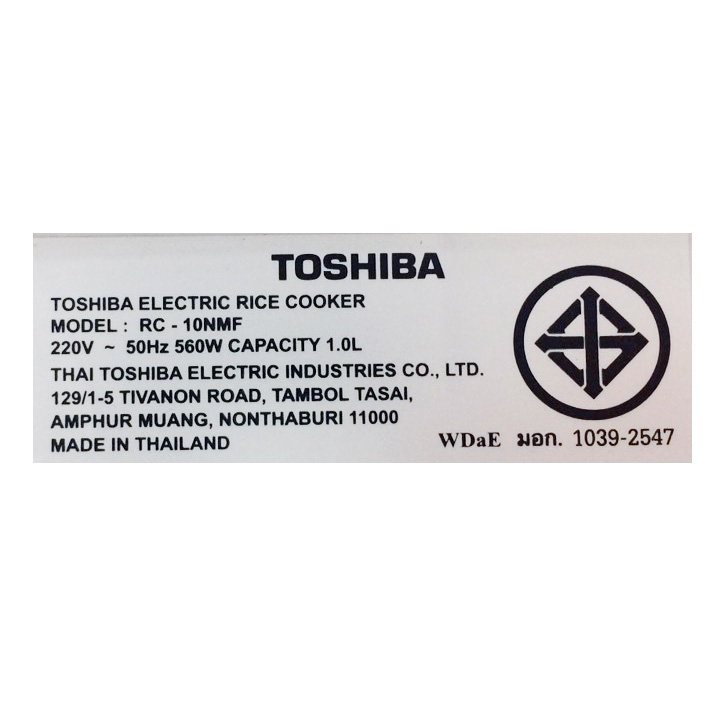 TOSHIBA
TOSHIBA ELECTRIC RICE COOKER
MODEL : RC - 10NMF
220V ~ 50Hz 560W CAPACITY 1.0L
THAI TOSHIBA ELECTRIC INDUSTRIES CO., LTD.
129/1-5 TIVANON ROAD, TAMBOL TASAI,
AMPHUR MUANG, NONTHABURI 11000
MADE IN THAILAND
WDaE มอก. 1039-2547